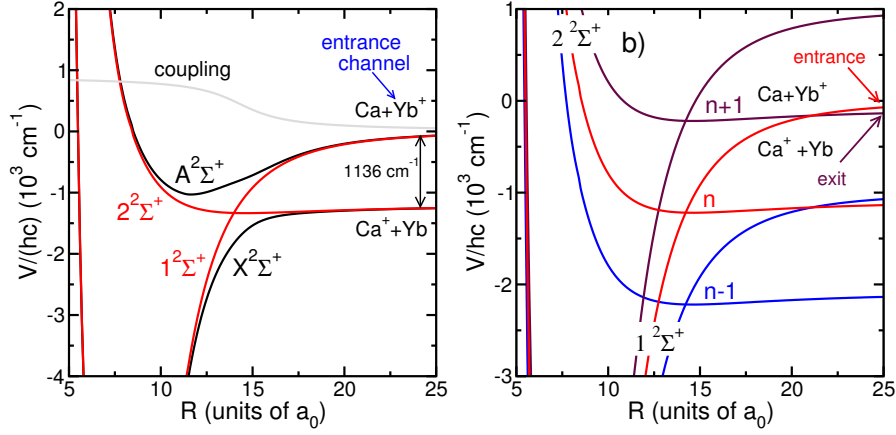 2
1
0
-1
-2
-3
-4
5
10
15
20
25
V/(hc) (10³ cm⁻¹)
R (units of a₀)
coupling
entrance
channel
Ca+Yb⁺
A²Σ⁺
1136 cm⁻¹
2²Σ⁺
Ca⁺+Yb
1²Σ⁺
X²Σ⁺
1
0
-1
-2
-3
5
10
15
20
25
V/hc (10³ cm⁻¹)
R (units of a₀)
2 ²Σ⁺
b)
entrance
n+1
Ca+Yb⁺
Ca⁺+Yb
exit
n
n-1
1 ²Σ⁺